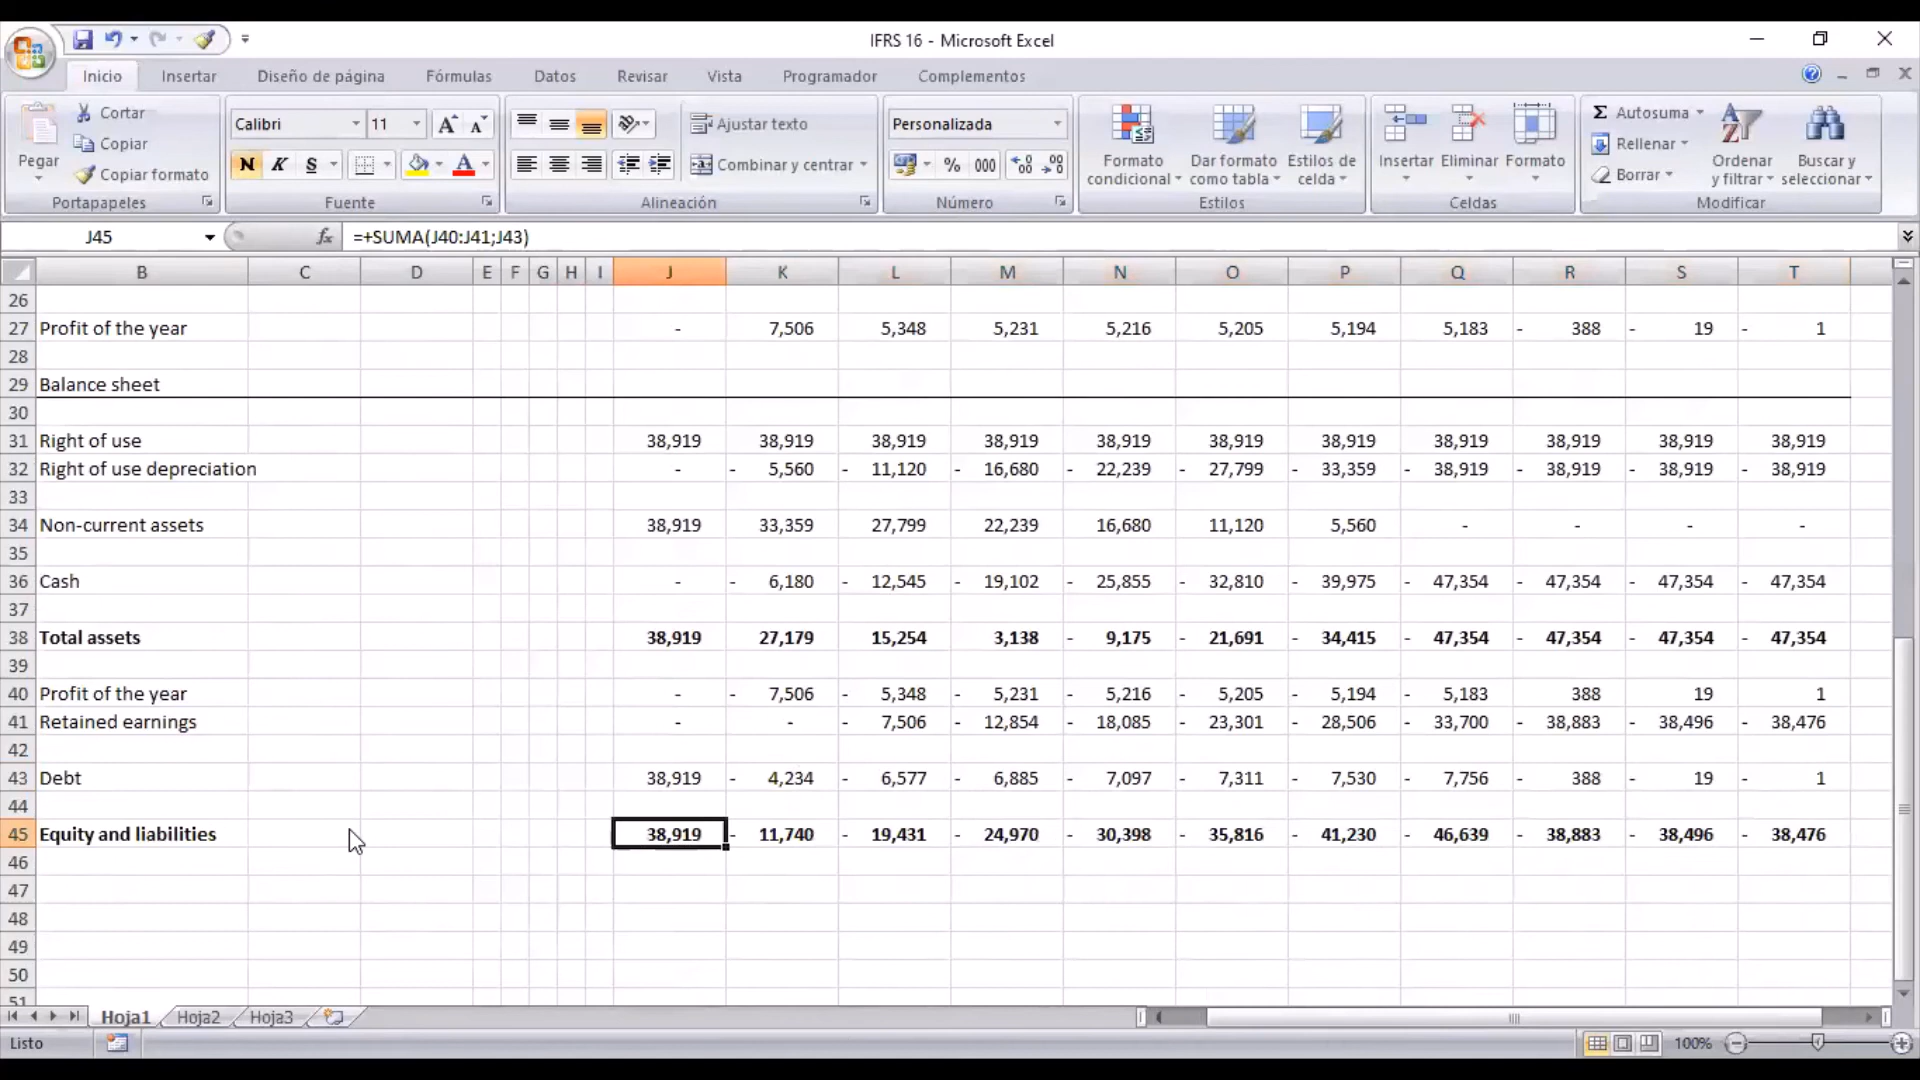 IFRS 16 - Microsoft Excel
Inicio Insertar Diseño de página Fórmulas Datos Revisar Vista Programador Complementos
Pegar
Cortar
Copiar
Copiar formato
Portapapeles
Calibri 11
N K S
Fuente
Ajustar texto
Combinar y centrar
Alineación
Personalizada
% 000
Número
Formato condicional
Dar formato como tabla
Estilos de celda
Estilos
Insertar Eliminar Formato
Celdas
Σ Autosuma
Rellenar
Borrar
Ordenar y filtrar
Buscar y seleccionar
Modificar
J45 fx =+SUMA(J40:J41;J43)
B C D E F G H I J K L M N O P Q R S T
26
27 Profit of the year - 7,506 5,348 5,231 5,216 5,205 5,194 5,183 - 388 - 19 - 1
28
29 Balance sheet
30
31 Right of use 38,919 38,919 38,919 38,919 38,919 38,919 38,919 38,919 38,919 38,919 38,919
32 Right of use depreciation - - 5,560 - 11,120 - 16,680 - 22,239 - 27,799 - 33,359 - 38,919 - 38,919 - 38,919 - 38,919
33
34 Non-current assets 38,919 33,359 27,799 22,239 16,680 11,120 5,560 - - - -
35
36 Cash - - 6,180 - 12,545 - 19,102 - 25,855 - 32,810 - 39,975 - 47,354 - 47,354 - 47,354 - 47,354
37
38 Total assets 38,919 27,179 15,254 3,138 - 9,175 - 21,691 - 34,415 - 47,354 - 47,354 - 47,354 - 47,354
39
40 Profit of the year - - 7,506 - 5,348 - 5,231 - 5,216 - 5,205 - 5,194 - 5,183 388 19 1
41 Retained earnings - - - 7,506 - 12,854 - 18,085 - 23,301 - 28,506 - 33,700 - 38,883 - 38,496 - 38,476
42
43 Debt 38,919 - 4,234 - 6,577 - 6,885 - 7,097 - 7,311 - 7,530 - 7,756 - 388 - 19 - 1
44
45 Equity and liabilities 38,919 - 11,740 - 19,431 - 24,970 - 30,398 - 35,816 - 41,230 - 46,639 - 38,883 - 38,496 - 38,476
46
47
48
49
50
51
Hoja1 Hoja2 Hoja3
Listo 100%